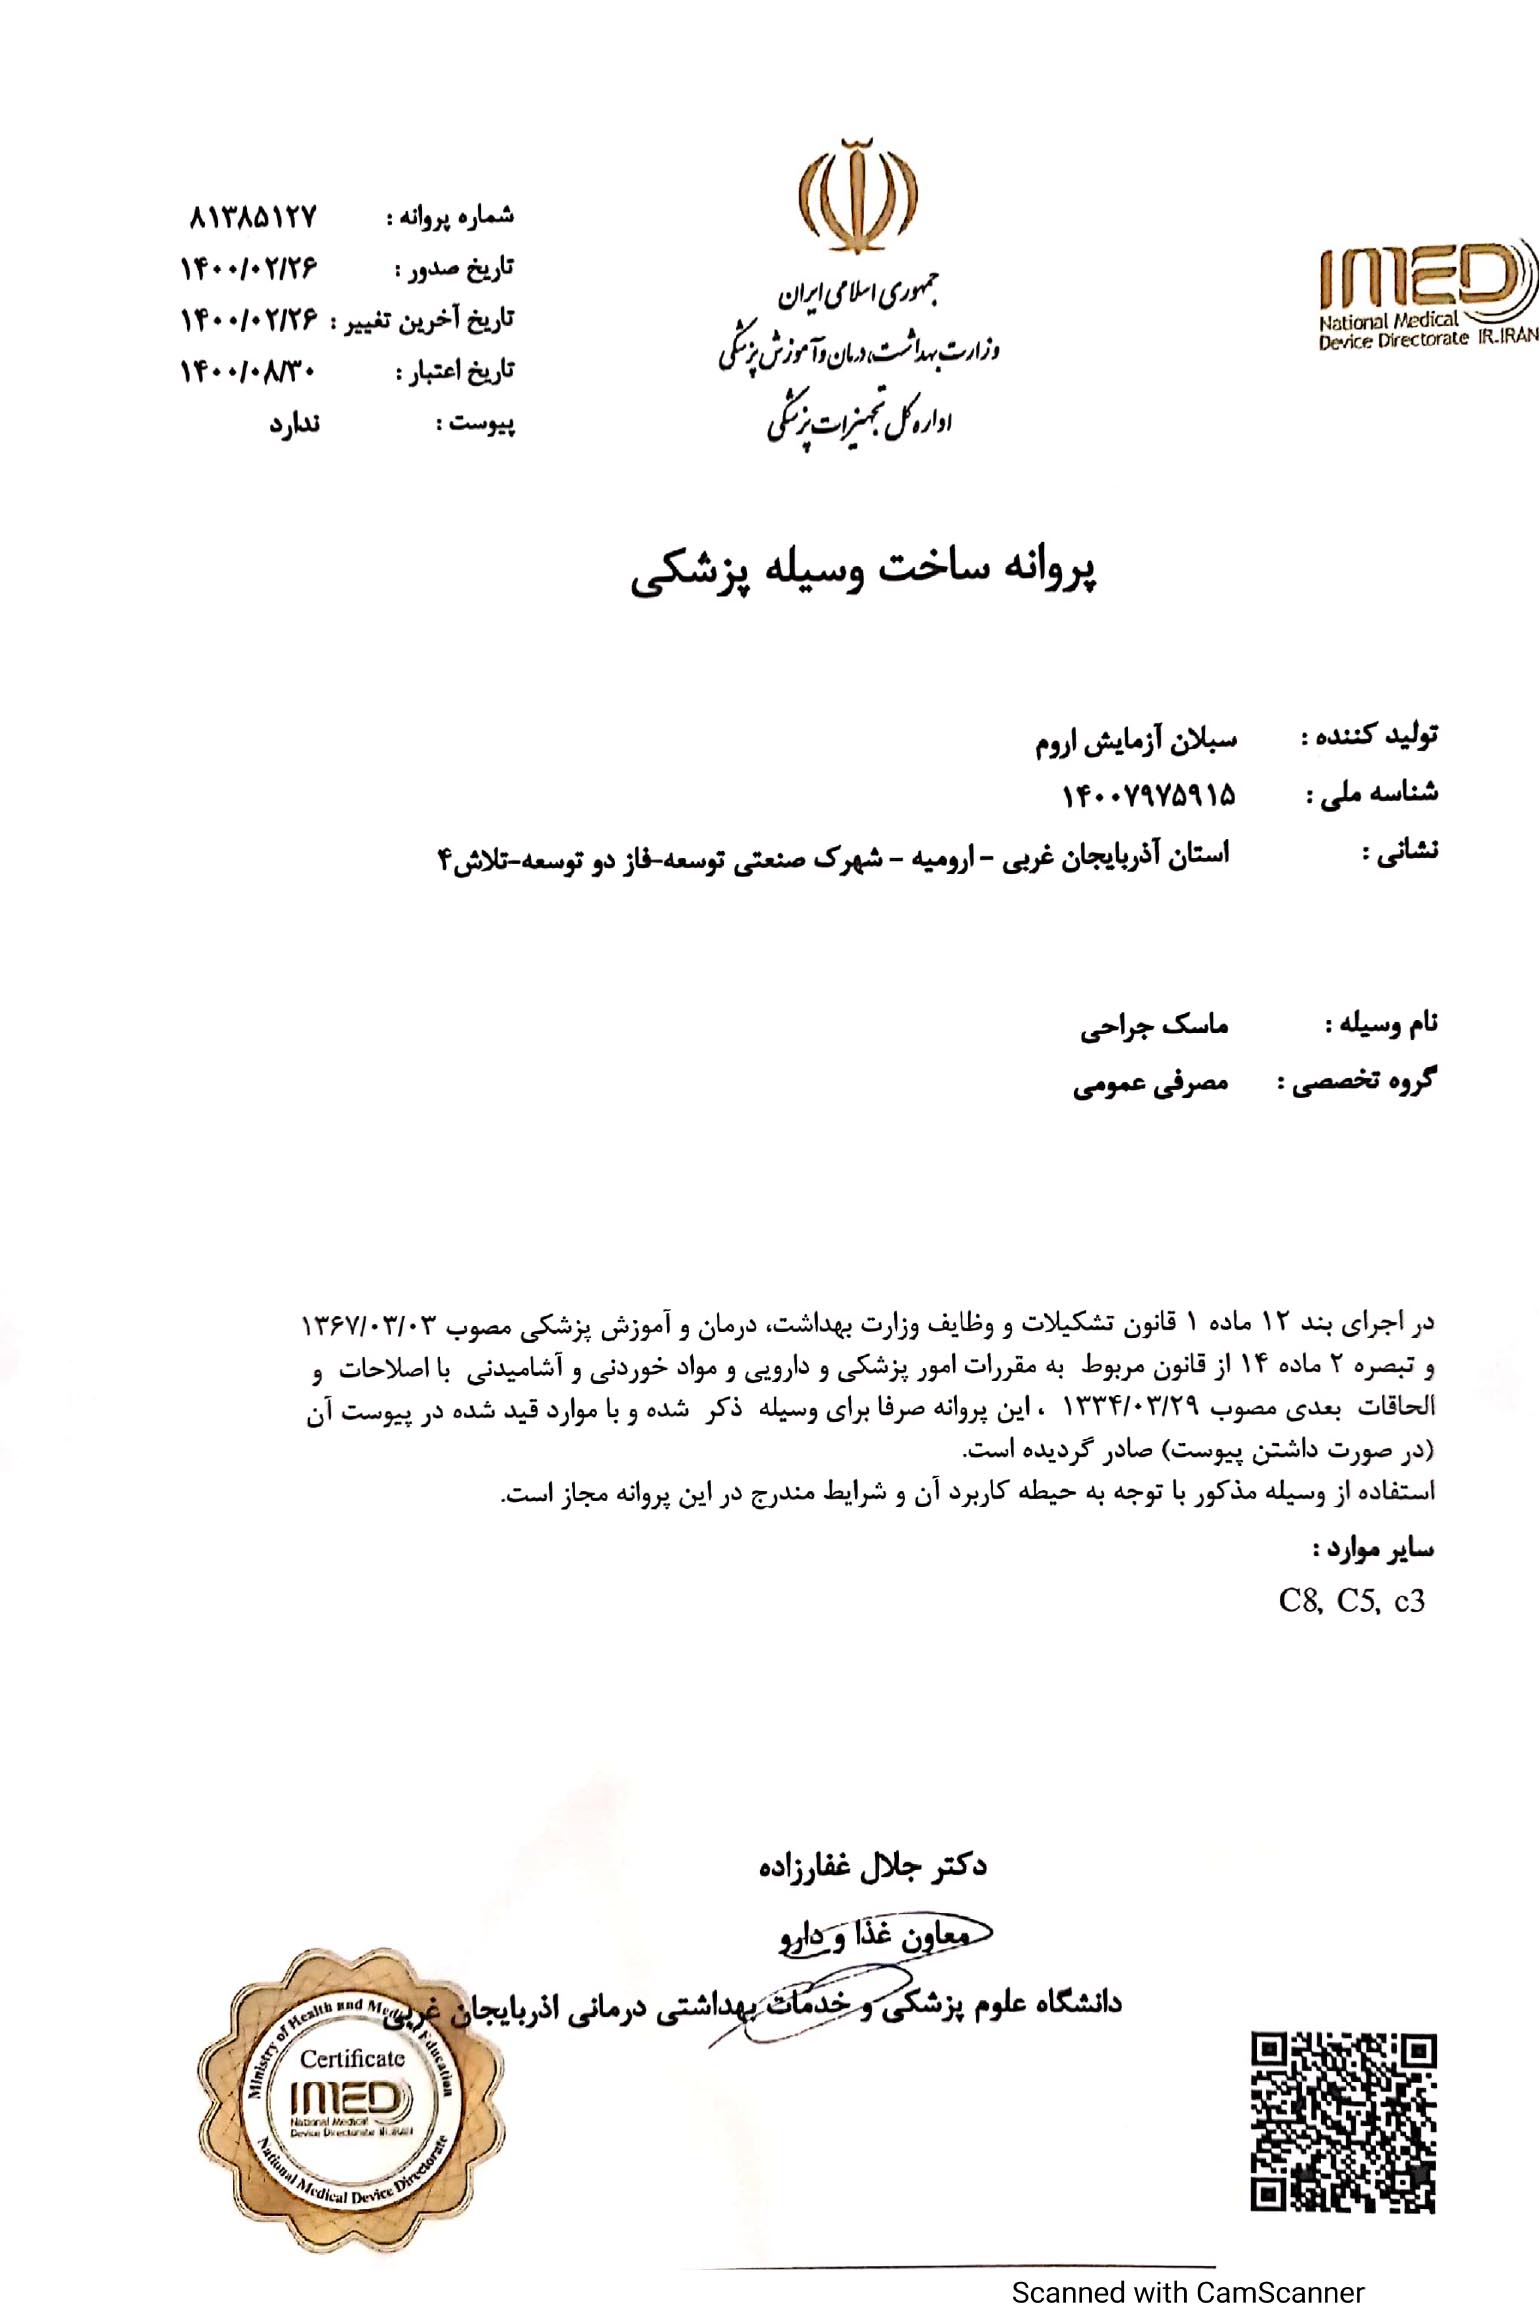 جمهوری اسلامی ایران
وزارت بهداشت، درمان و آموزش پزشکی
اداره کل تجهیزات پزشکی
IMED
National Medical
Device Directorate IR.IRAN
شماره پروانه : ۸۱۳۸۵۱۲۷
تاریخ صدور : ۱۴۰۰/۰۲/۲۶
تاریخ آخرین تغییر : ۱۴۰۰/۰۲/۲۶
تاریخ اعتبار : ۱۴۰۰/۰۸/۳۰
پیوست : ندارد
پروانه ساخت وسیله پزشکی
تولید کننده : سبلان آزمایش اروم
شناسه ملی : ۱۴۰۰۷۹۷۵۹۱۵
نشانی : استان آذربایجان غربی - ارومیه - شهرک صنعتی توسعه-فاز دو توسعه-تلاش۴
نام وسیله : ماسک جراحی
گروه تخصصی : مصرفی عمومی
در اجرای بند ۱۲ ماده ۱ قانون تشکیلات و وظایف وزارت بهداشت، درمان و آموزش پزشکی مصوب ۱۳۶۷/۰۳/۰۳
و تبصره ۲ ماده ۱۴ از قانون مربوط به مقررات امور پزشکی و دارویی و مواد خوردنی و آشامیدنی با اصلاحات و
الحاقات بعدی مصوب ۱۳۳۴/۰۳/۲۹ ، این پروانه صرفا برای وسیله ذکر شده و با موارد قید شده در پیوست آن
(در صورت داشتن پیوست) صادر گردیده است.
استفاده از وسیله مذکور با توجه به حیطه کاربرد آن و شرایط مندرج در این پروانه مجاز است.
سایر موارد :
C8, C5, c3
دکتر جلال غفارزاده
معاون غذا و دارو
دانشگاه علوم پزشکی و خدمات بهداشتی درمانی اذربایجان غربی
Ministry of Health and Medical Education
Certificate
IMED
National Medical
Device Directorate IR.IRAN
National Medical Device Directorate
Scanned with CamScanner